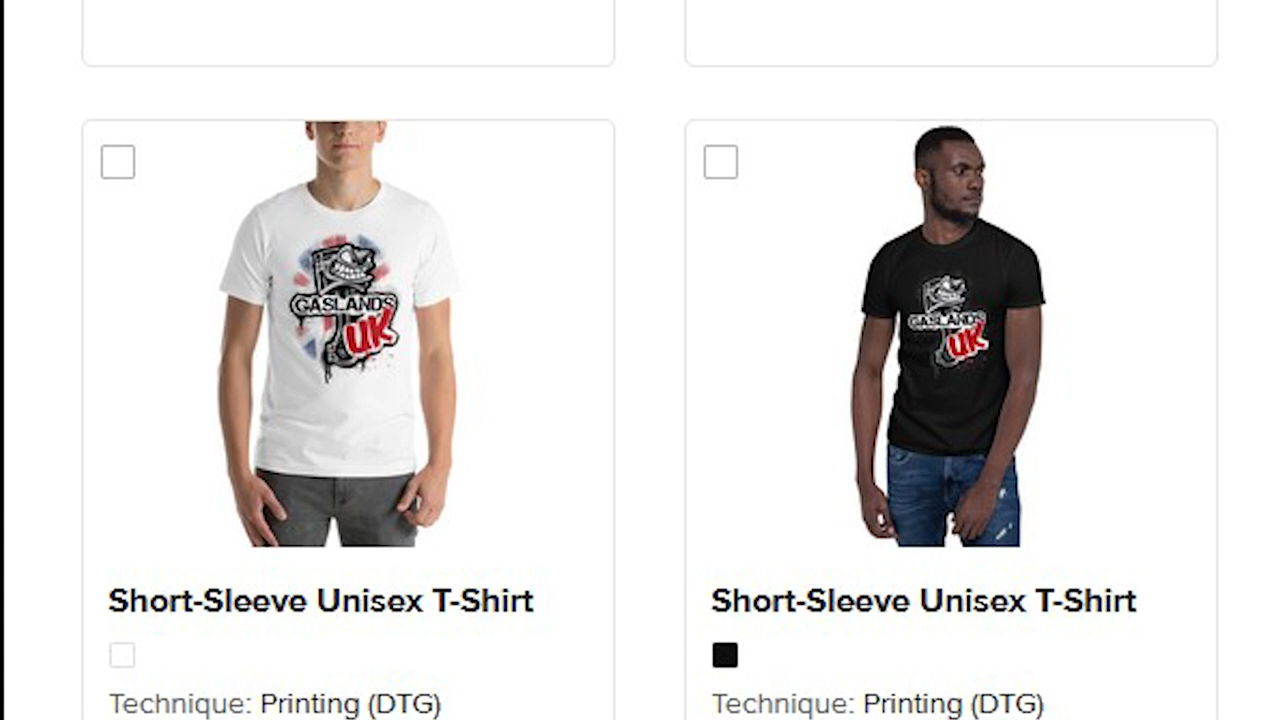 GASLANDS
UK
GASLANDS
UK
Short-Sleeve Unisex T-Shirt
Short-Sleeve Unisex T-Shirt
Technique: Printing (DTG)
Technique: Printing (DTG)